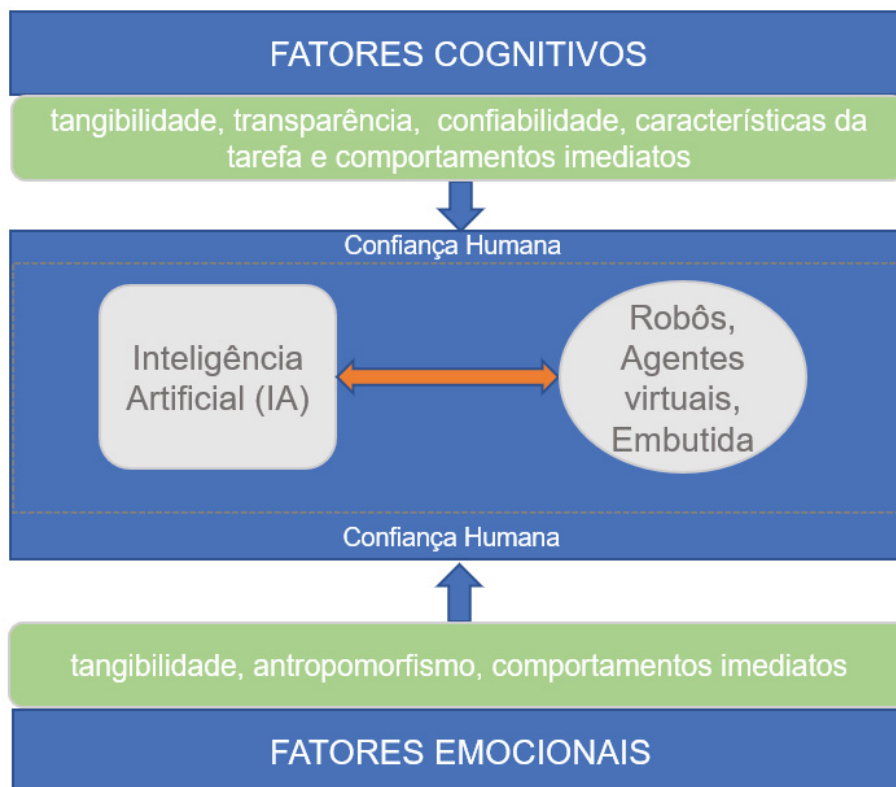 FATORES COGNITIVOS
tangibilidade, transparência, confiabilidade, características da
tarefa e comportamentos imediatos
Confiança Humana
Inteligência
Artificial (IA)
Robôs,
Agentes
virtuais,
Embutida
Confiança Humana
tangibilidade, antropomorfismo, comportamentos imediatos
FATORES EMOCIONAIS